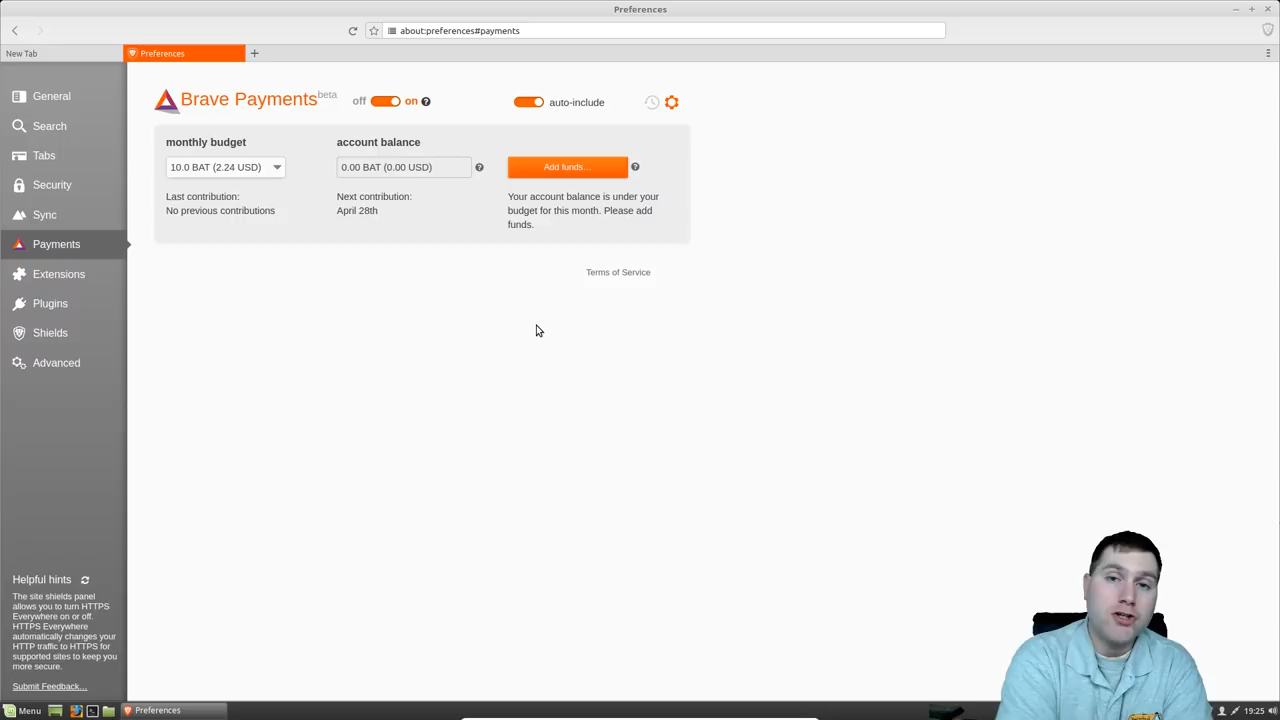 Preferences
about:preferences#payments
New Tab
Preferences
General
Search
Tabs
Security
Sync
Payments
Extensions
Plugins
Shields
Advanced
Helpful hints
The site shields panel
allows you to turn HTTPS
Everywhere on or off.
HTTPS Everywhere
automatically changes your
HTTP traffic to HTTPS for
supported sites to keep you
more secure.
Submit Feedback...
Brave Payments beta
off on
auto-include
monthly budget
10.0 BAT (2.24 USD)
Last contribution:
No previous contributions
account balance
0.00 BAT (0.00 USD)
Next contribution:
April 28th
Add funds...
Your account balance is under your
budget for this month. Please add
funds.
Terms of Service
Menu
Preferences
19:25